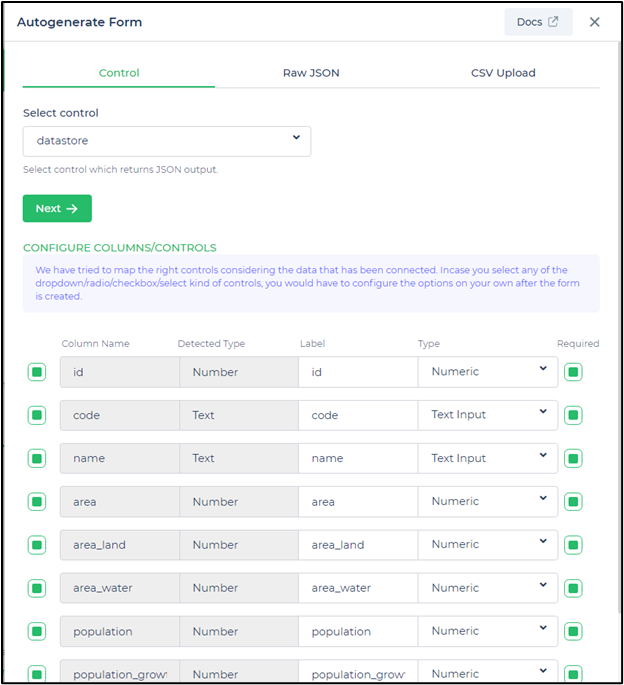 Autogenerate Form
Docs
Control Raw JSON CSV Upload
Select control
datastore
Select control which returns JSON output.
Next
CONFIGURE COLUMNS/CONTROLS
We have tried to map the right controls considering the data that has been connected. Incase you select any of the
dropdown/radio/checkbox/select kind of controls, you would have to configure the options on your own after the form
is created.
Column Name Detected Type Label Type Required
id Number id Numeric
code Text code Text Input
name Text name Text Input
area Number area Numeric
area_land Number area_land Numeric
area_water Number area_water Numeric
population Number population Numeric
population_growt Number population_growt Numeric